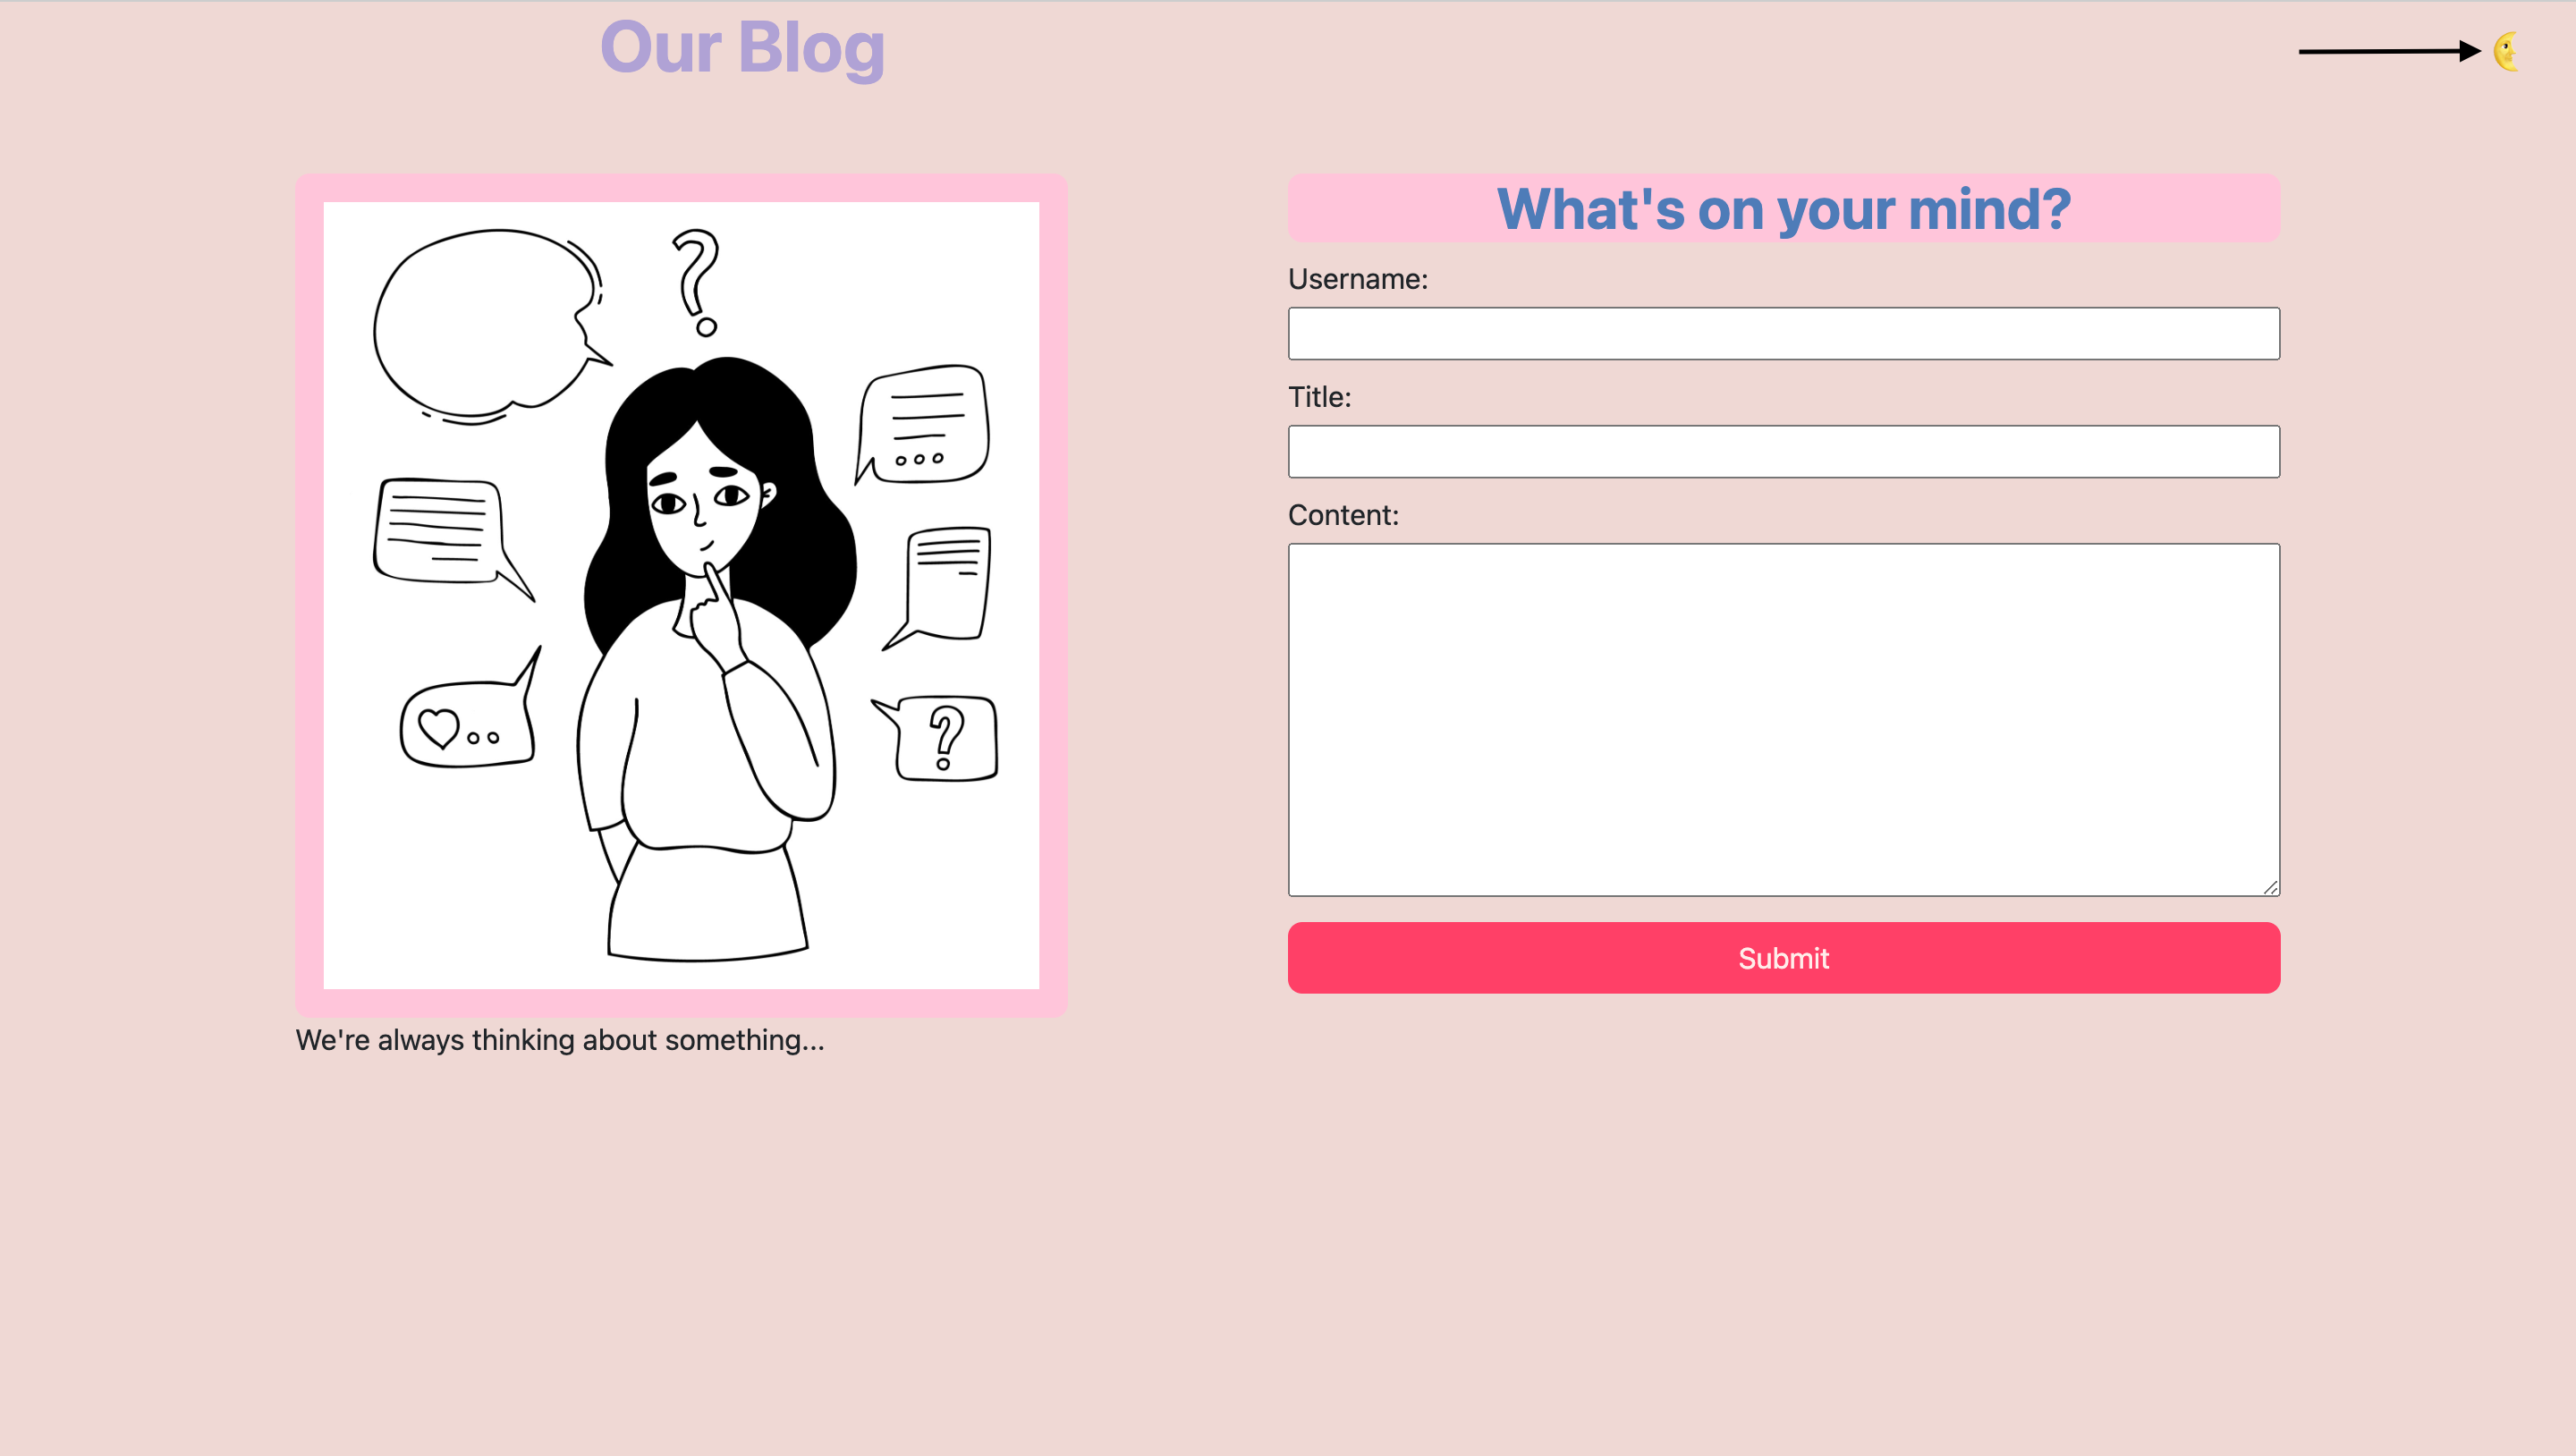 Our Blog
What's on your mind?
Username:
Title:
Content:
Submit
We're always thinking about something...